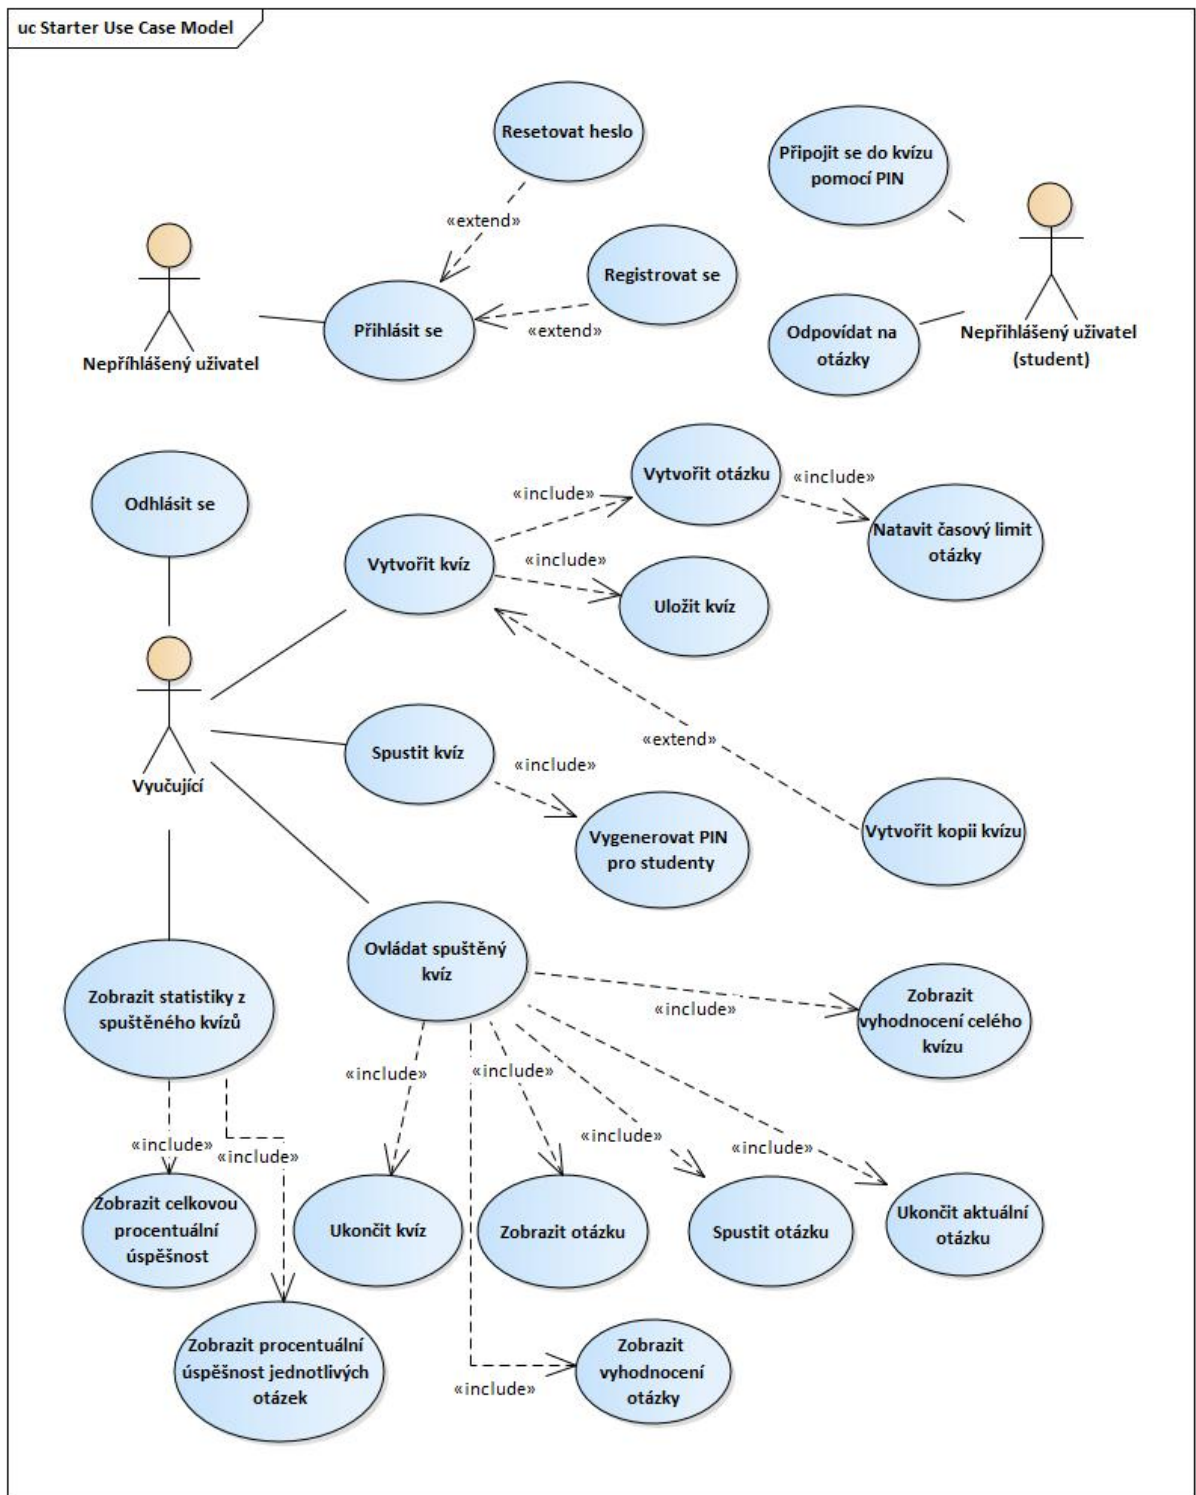 uc Starter Use Case Model
Resetovat heslo
Připojit se do kvízu
pomocí PIN
«extend»
Registrovat se
Přihlásit se
«extend»
Nepříhlášený uživatel
Odpovídat na
otázky
Nepřihlášený uživatel
(student)
Odhlásit se
Vytvořit otázku
«include»
«include»
Natavit časový limit
otázky
Vytvořit kvíz
«include»
Uložit kvíz
Vyučující
Spustit kvíz
«extend»
«include»
Vygenerovat PIN
pro studenty
Vytvořit kopii kvízu
Ovládat spuštěný
kvíz
Zobrazit statistiky z
spuštěného kvízů
«include»
Zobrazit
vyhodnocení celého
kvízu
«include»
«include»
«include»
«include»
«include»
«include»
Zobrazit celkovou
procentuální
úspěšnost
Ukončit kvíz
Zobrazit otázku
Spustit otázku
Ukončit aktuální
otázku
Zobrazit procentuální
úspěšnost jednotlivých
otázek
«include»
Zobrazit
vyhodnocení
otázky